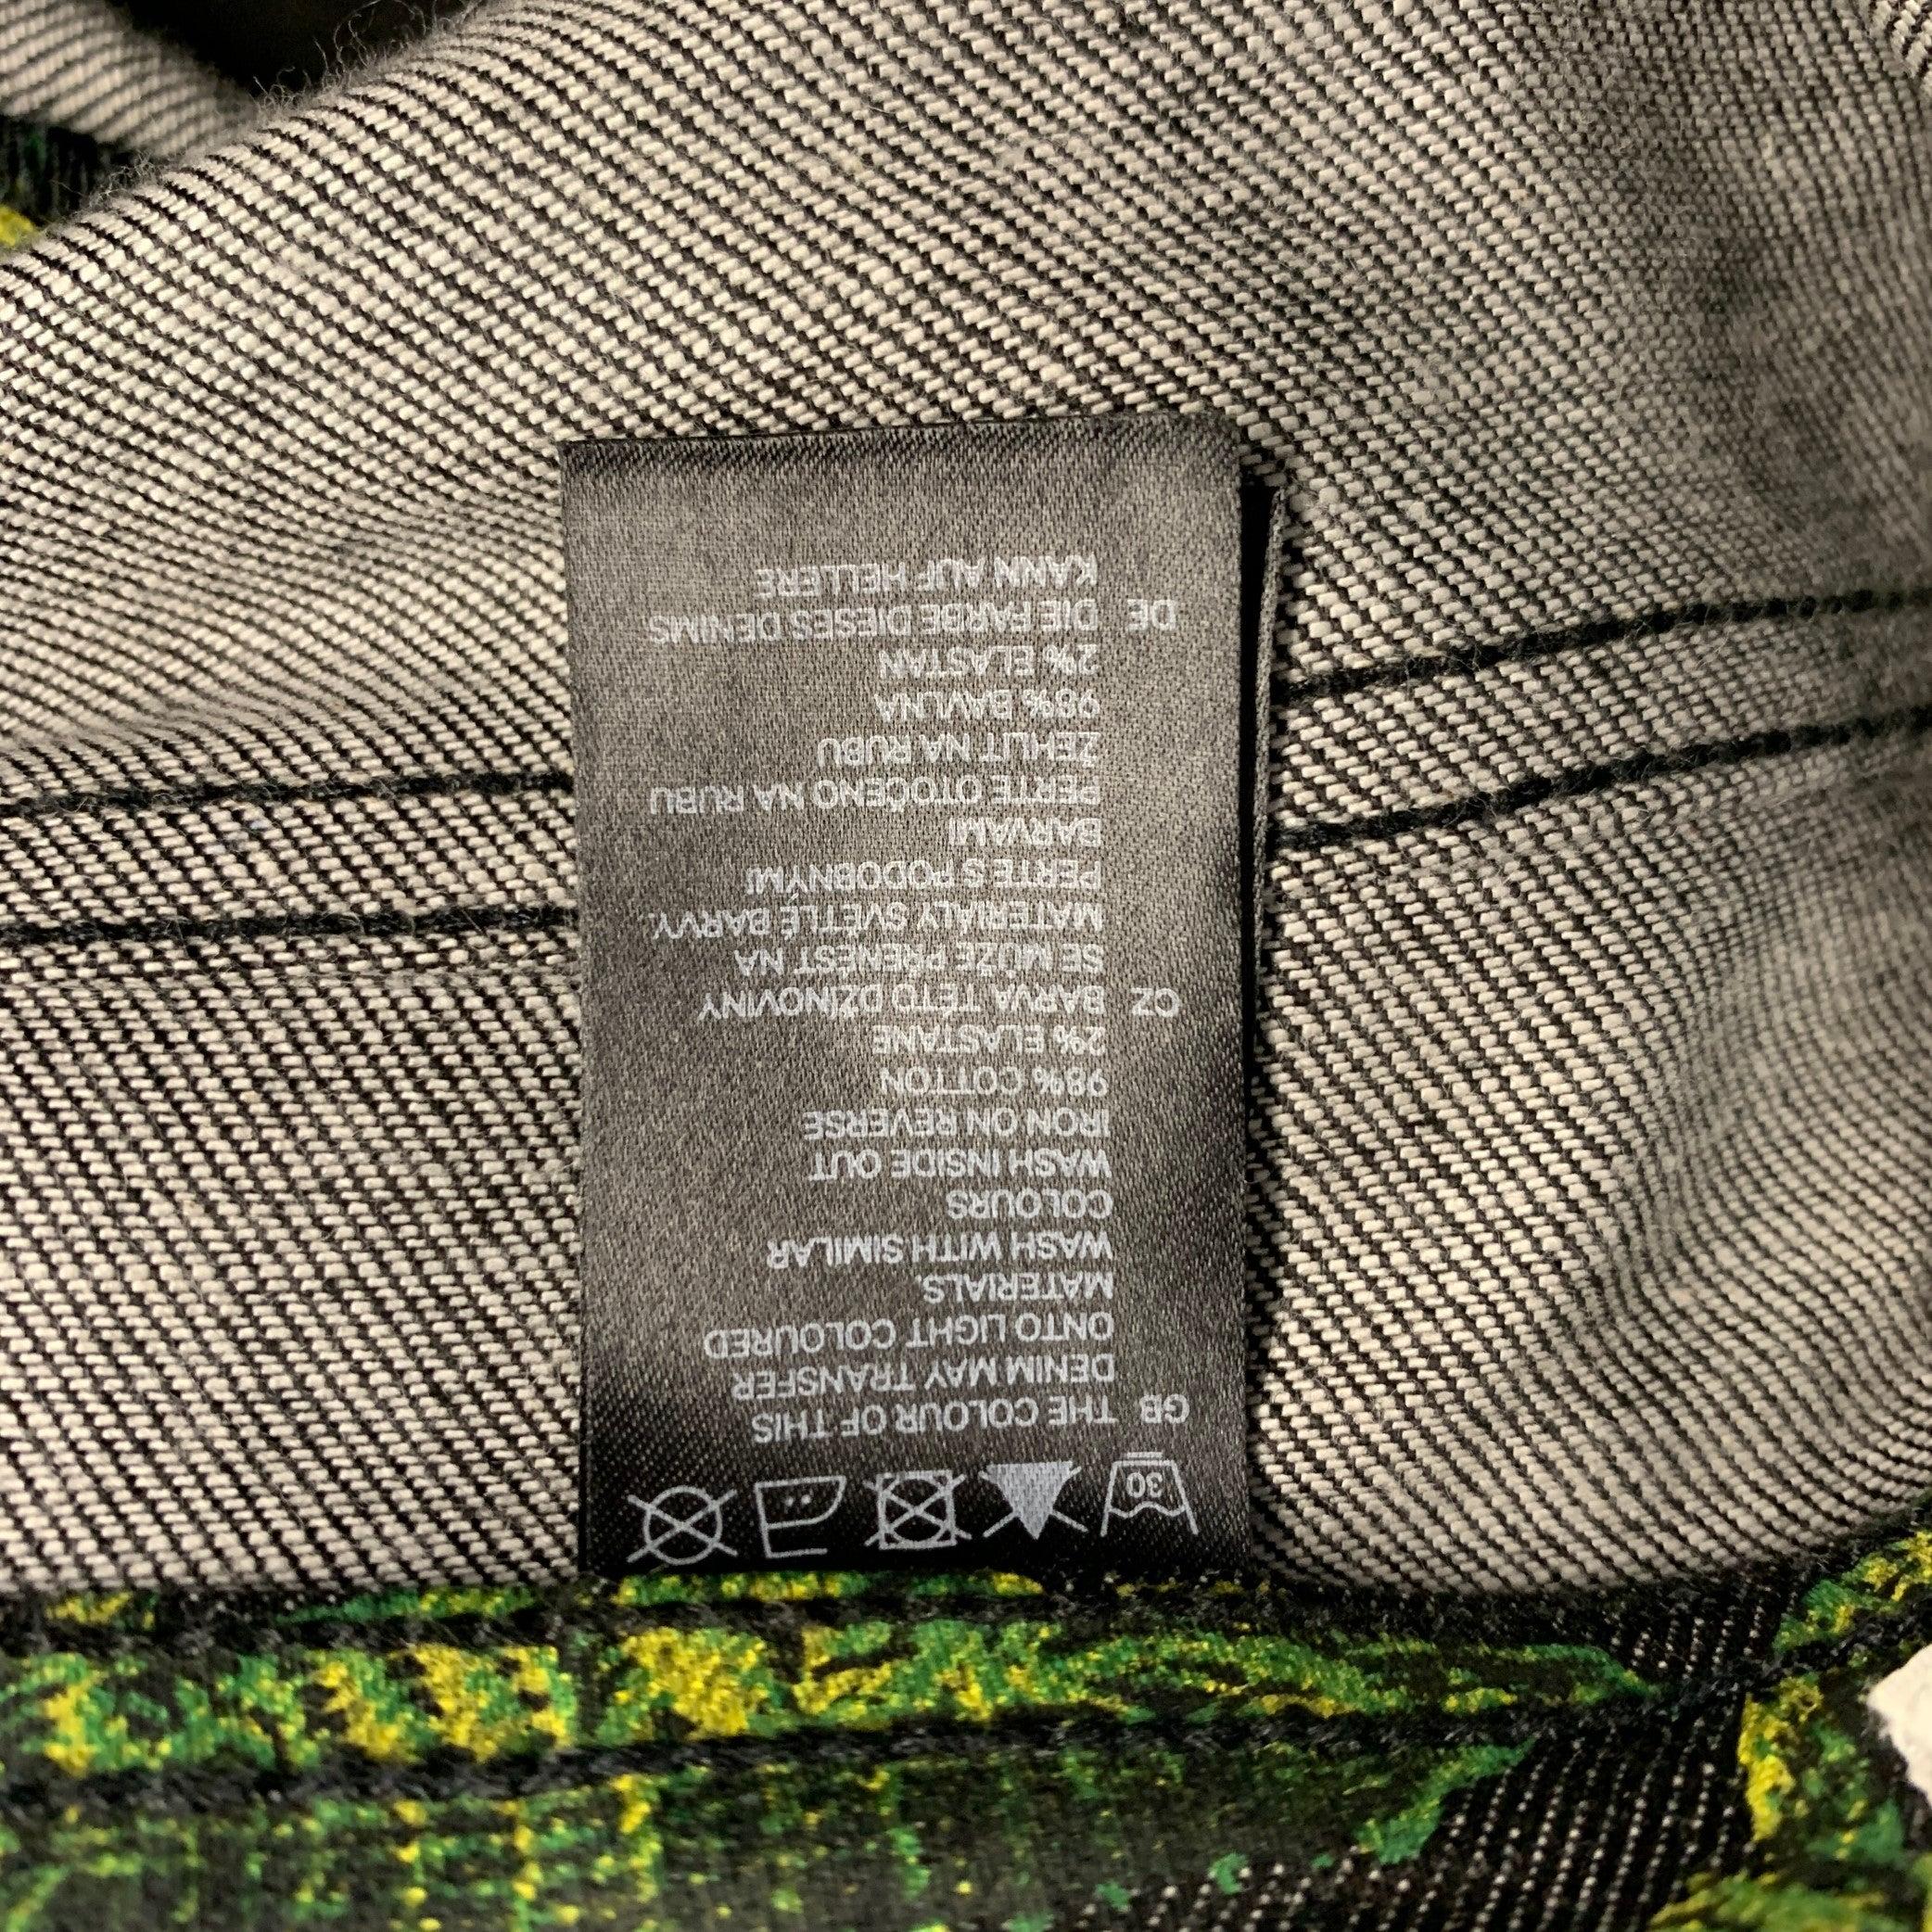 30
GB THE COLOUR OF THIS
DENIM MAY TRANSFER
ONTO LIGHT COLOURED
MATERIALS.
WASH WITH SIMILAR
COLOURS
WASH INSIDE OUT
IRON ON REVERSE
98% COTTON
2% ELASTANE
CZ BARVA TÉTO DŽÍNOVINY
SE MŮŽE PŘENÉST NA
MATERIÁLY SVĚTLÉ BARVY.
PERTE S PODOBNÝMI
BARVAMI
PERTE OTOČENO NA RUBU
ŽEHLIT NA RUBU
98% BAVLNA
2% ELASTAN
DE DIE FARBE DIESES DENIMS
KANN AUF HELLERE